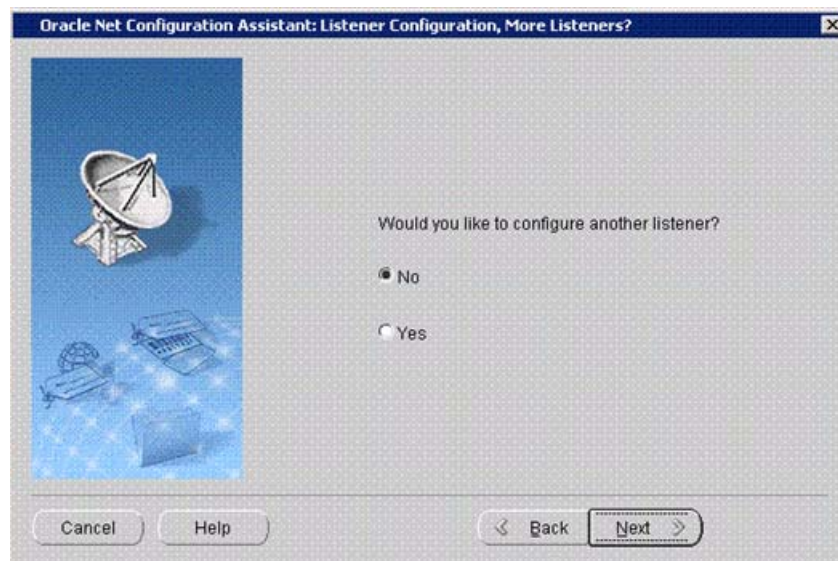 Oracle Net Configuration Assistant: Listener Configuration, More Listeners?
Would you like to configure another listener?
No
Yes
Cancel Help Back Next